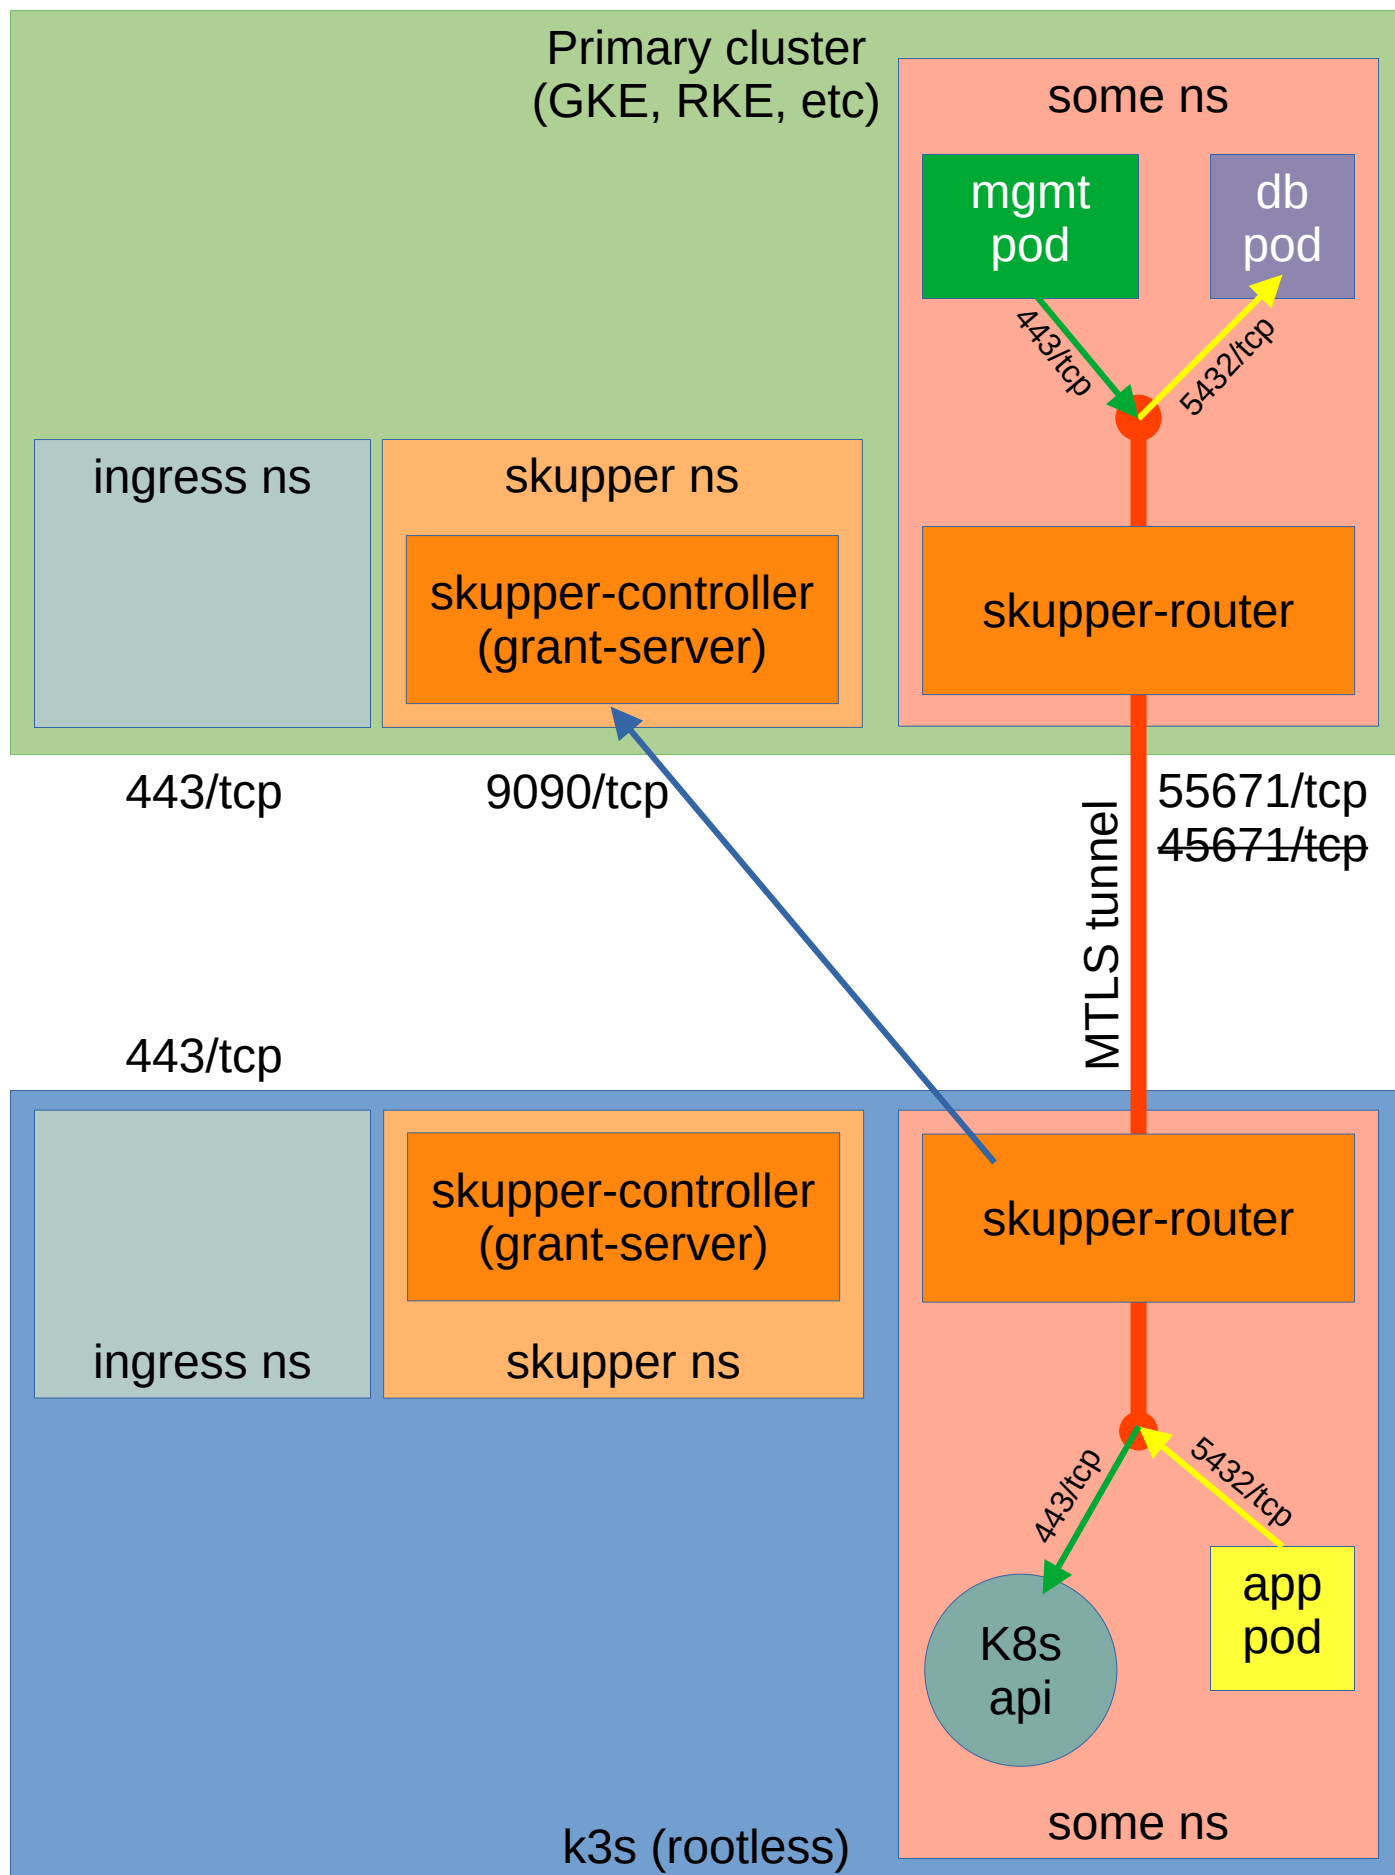 Primary cluster
(GKE, RKE, etc)
some ns
mgmt
pod
db
pod
443/tcp
5432/tcp
ingress ns
skupper ns
skupper-controller
(grant-server)
skupper-router
443/tcp
9090/tcp
55671/tcp
45671/tcp
MTLS tunnel
443/tcp
skupper-controller
(grant-server)
skupper-router
ingress ns
skupper ns
443/tcp
5432/tcp
K8s
api
app
pod
some ns
k3s (rootless)